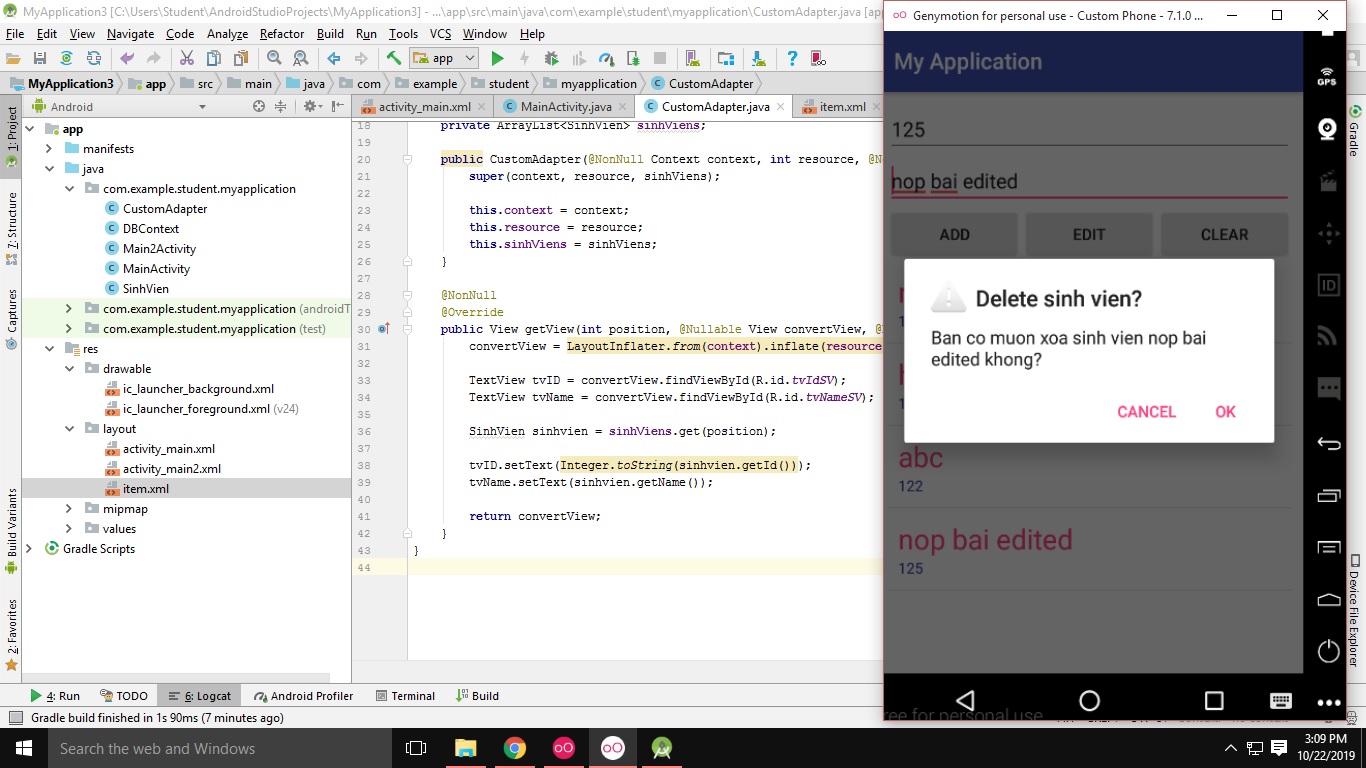 MyApplication3 [C:\Users\Student\AndroidStudioProjects\MyApplication3] - ...\app\src\main\java\com\example\student\myapplication\CustomAdapter.java [app
File Edit View Navigate Code Analyze Refactor Build Run Tools VCS Window Help
app
MyApplication3 app src main java com example student myapplication CustomAdapter
Android
activity_main.xml MainActivity.java CustomAdapter.java item.xml
1: Project
7: Structure
Captures
Build Variants
2: Favorites
app
manifests
java
com.example.student.myapplication
CustomAdapter
DBContext
Main2Activity
MainActivity
SinhVien
com.example.student.myapplication (androidT
com.example.student.myapplication (test)
res
drawable
ic_launcher_background.xml
ic_launcher_foreground.xml (v24)
layout
activity_main.xml
activity_main2.xml
item.xml
mipmap
values
Gradle Scripts
18 private ArrayList<SinhVien> sinhViens;
19
20 public CustomAdapter(@NonNull Context context, int resource, @N
21 super(context, resource, sinhViens);
22
23 this.context = context;
24 this.resource = resource;
25 this.sinhViens = sinhViens;
26 }
27
28 @NonNull
29 @Override
30 public View getView(int position, @Nullable View convertView, @
31 convertView = LayoutInflater.from(context).inflate(resource
32
33 TextView tvID = convertView.findViewById(R.id.tvIdSV);
34 TextView tvName = convertView.findViewById(R.id.tvNameSV);
35
36 SinhVien sinhvien = sinhViens.get(position);
37
38 tvID.setText(Integer.toString(sinhvien.getId()));
39 tvName.setText(sinhvien.getName());
40
41 return convertView;
42 }
43 }
44
Genymotion for personal use - Custom Phone - 7.1.0 ...
My Application
125
nop bai edited
ADD EDIT CLEAR
Delete sinh vien?
Ban co muon xoa sinh vien nop bai
edited khong?
CANCEL OK
abc
122
nop bai edited
125
free for personal use
GPS
ID
Gradle
Device File Explorer
4: Run TODO 6: Logcat Android Profiler Terminal Build
Gradle build finished in 1s 90ms (7 minutes ago)
Search the web and Windows
3:09 PM
10/22/2019